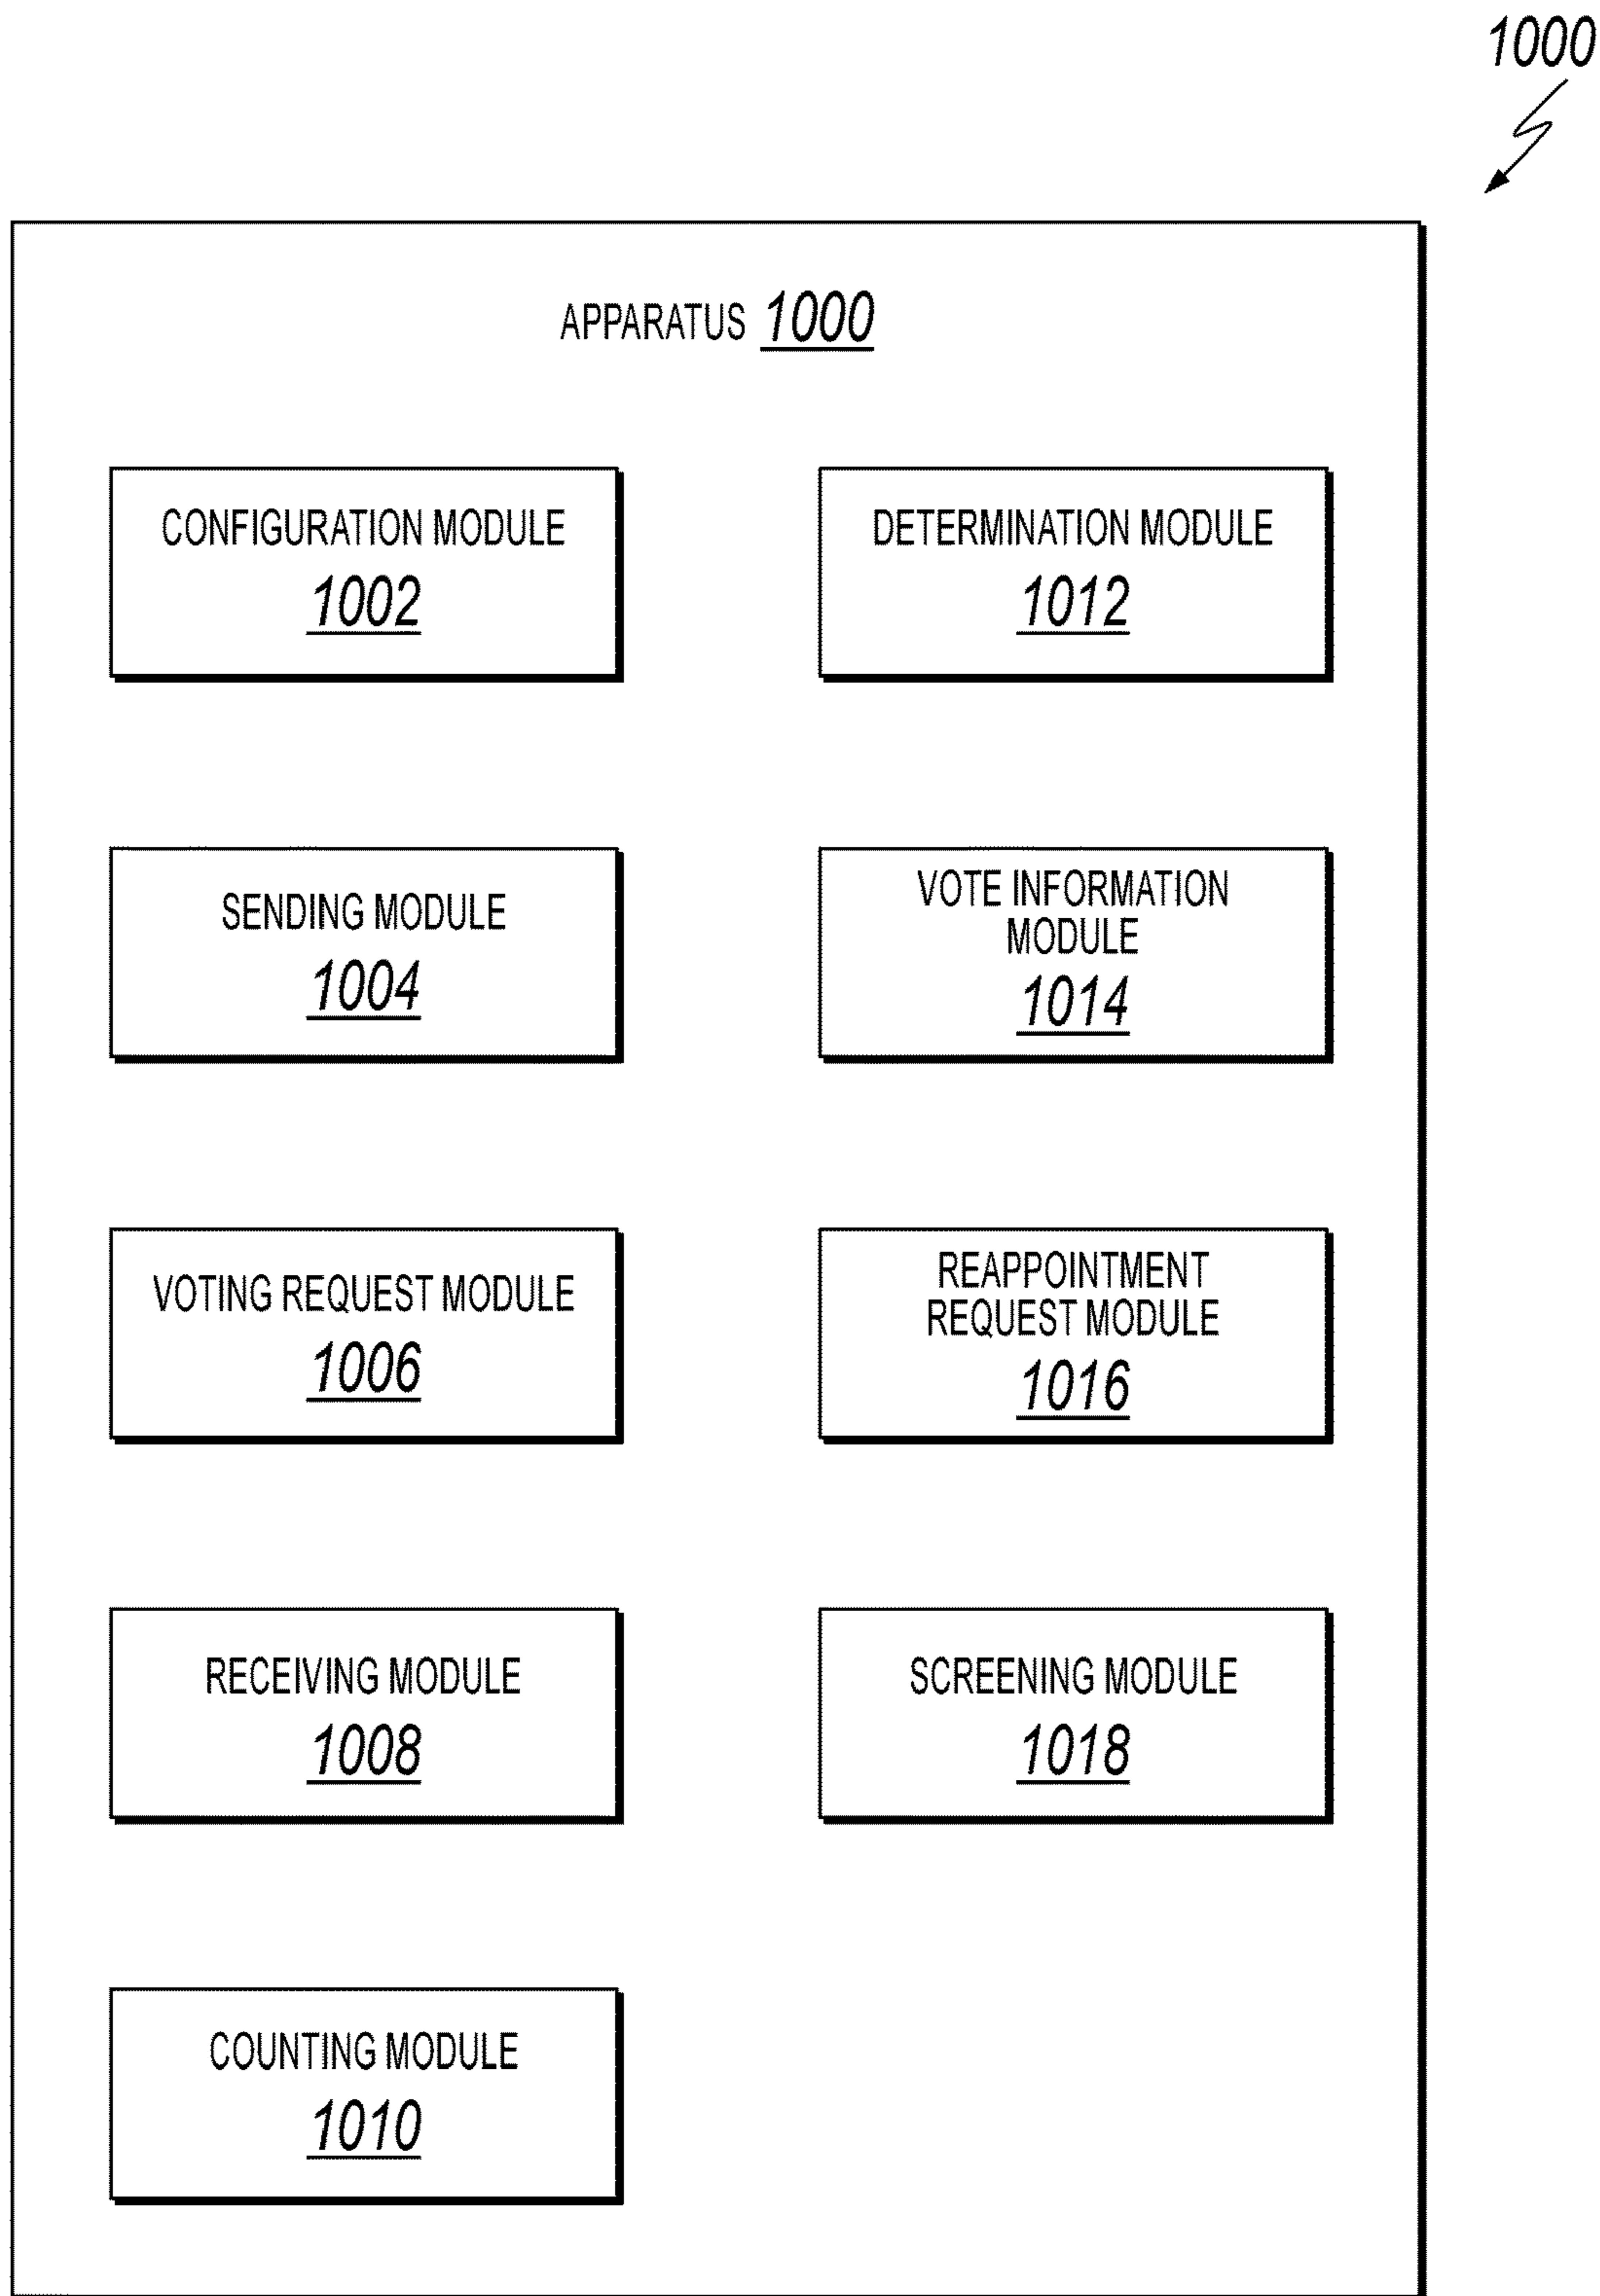 1000
APPARATUS 1000
CONFIGURATION MODULE
1002
DETERMINATION MODULE
1012
SENDING MODULE
1004
VOTE INFORMATION
MODULE
1014
VOTING REQUEST MODULE
1006
REAPPOINTMENT
REQUEST MODULE
1016
RECEIVING MODULE
1008
SCREENING MODULE
1018
COUNTING MODULE
1010